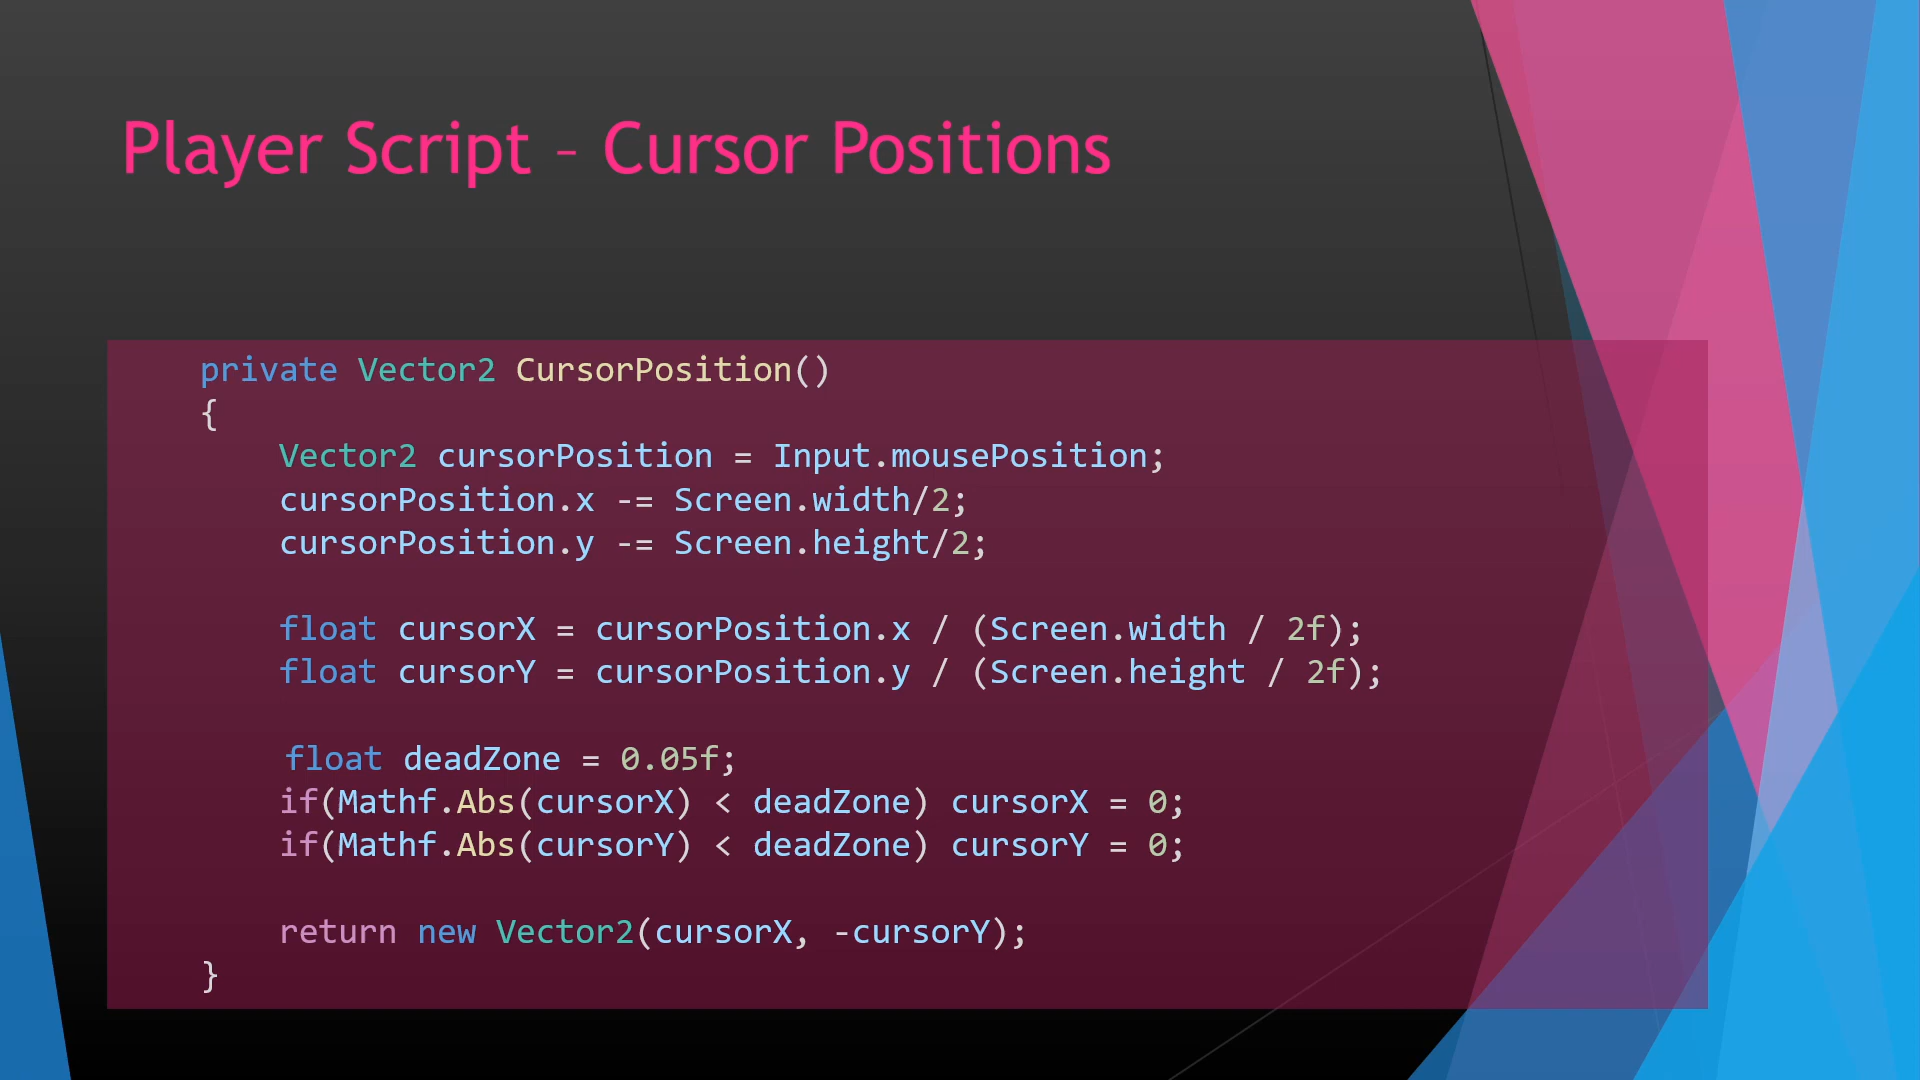 Player Script – Cursor Positions
private Vector2 CursorPosition()
{
Vector2 cursorPosition = Input.mousePosition;
cursorPosition.x -= Screen.width/2;
cursorPosition.y -= Screen.height/2;
float cursorX = cursorPosition.x / (Screen.width / 2f);
float cursorY = cursorPosition.y / (Screen.height / 2f);
float deadZone = 0.05f;
if(Mathf.Abs(cursorX) < deadZone) cursorX = 0;
if(Mathf.Abs(cursorY) < deadZone) cursorY = 0;
return new Vector2(cursorX, -cursorY);
}